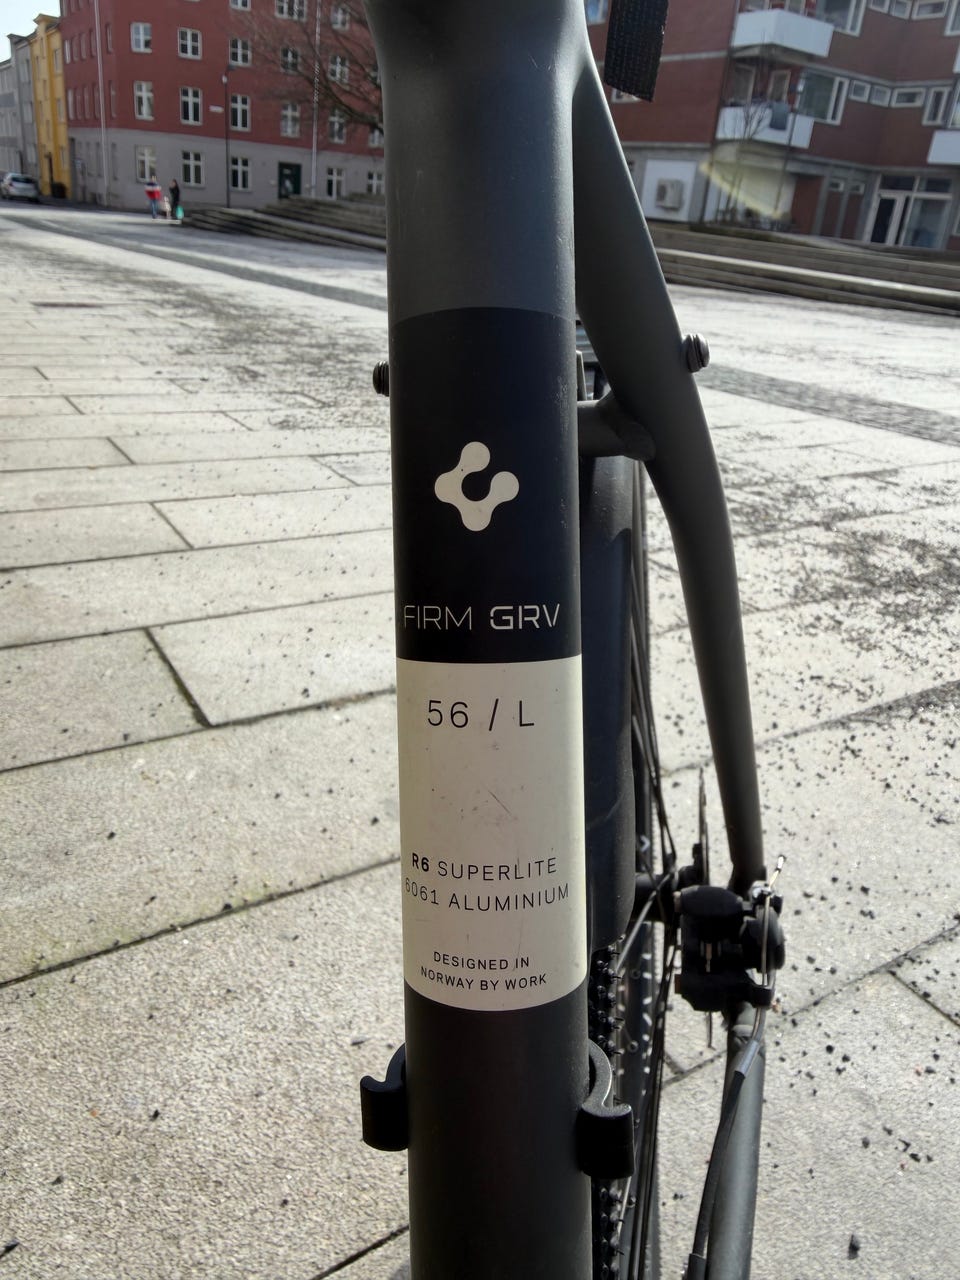 FIRM GRV
56 / L
R6 SUPERLITE
6061 ALUMINIUM
DESIGNED IN
NORWAY BY WORK